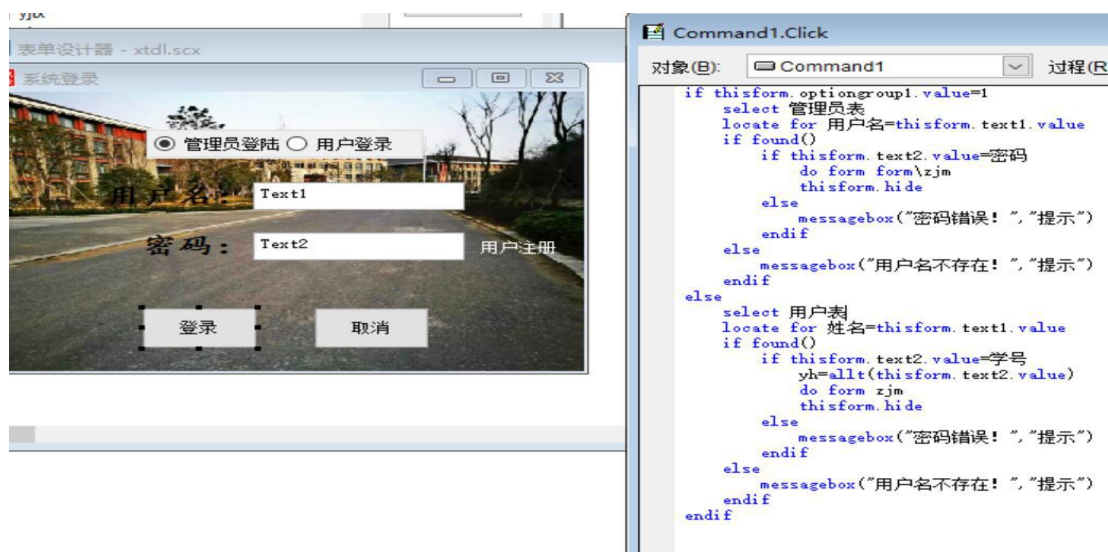 表单设计器 - xtdl.scx
系统登录
管理员登陆 用户登录
用户名：
Text1
密码：
Text2
用户注册
登录
取消
Command1.Click
对象(B):
Command1
过程(R
if thisform.optiongroup1.value=1
select 管理员表
locate for 用户名=thisform.text1.value
if found()
if thisform.text2.value=密码
do form form\zjm
thisform.hide
else
messagebox("密码错误！","提示")
endif
else
messagebox("用户名不存在！","提示")
endif
else
select 用户表
locate for 姓名=thisform.text1.value
if found()
if thisform.text2.value=学号
yh=allt(thisform.text2.value)
do form zjm
thisform.hide
else
messagebox("密码错误！","提示")
endif
else
messagebox("用户名不存在！","提示")
endif
endif